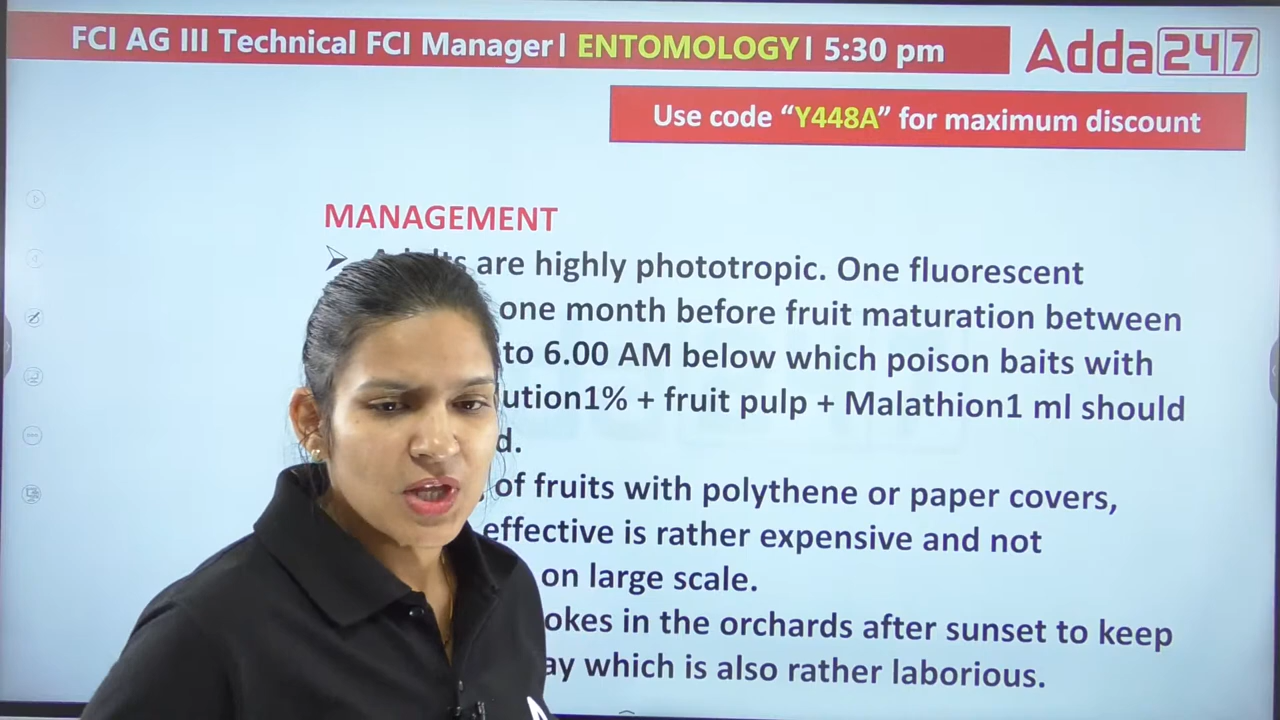 FCI AG III Technical FCI Manager| ENTOMOLOGY| 5:30 pm
Adda247
Use code “Y448A” for maximum discount
MANAGEMENT
➢ Adults are highly phototropic. One fluorescent
one month before fruit maturation between
to 6.00 AM below which poison baits with
ution1% + fruit pulp + Malathion1 ml should
d.
of fruits with polythene or paper covers,
effective is rather expensive and not
on large scale.
okes in the orchards after sunset to keep
ay which is also rather laborious.